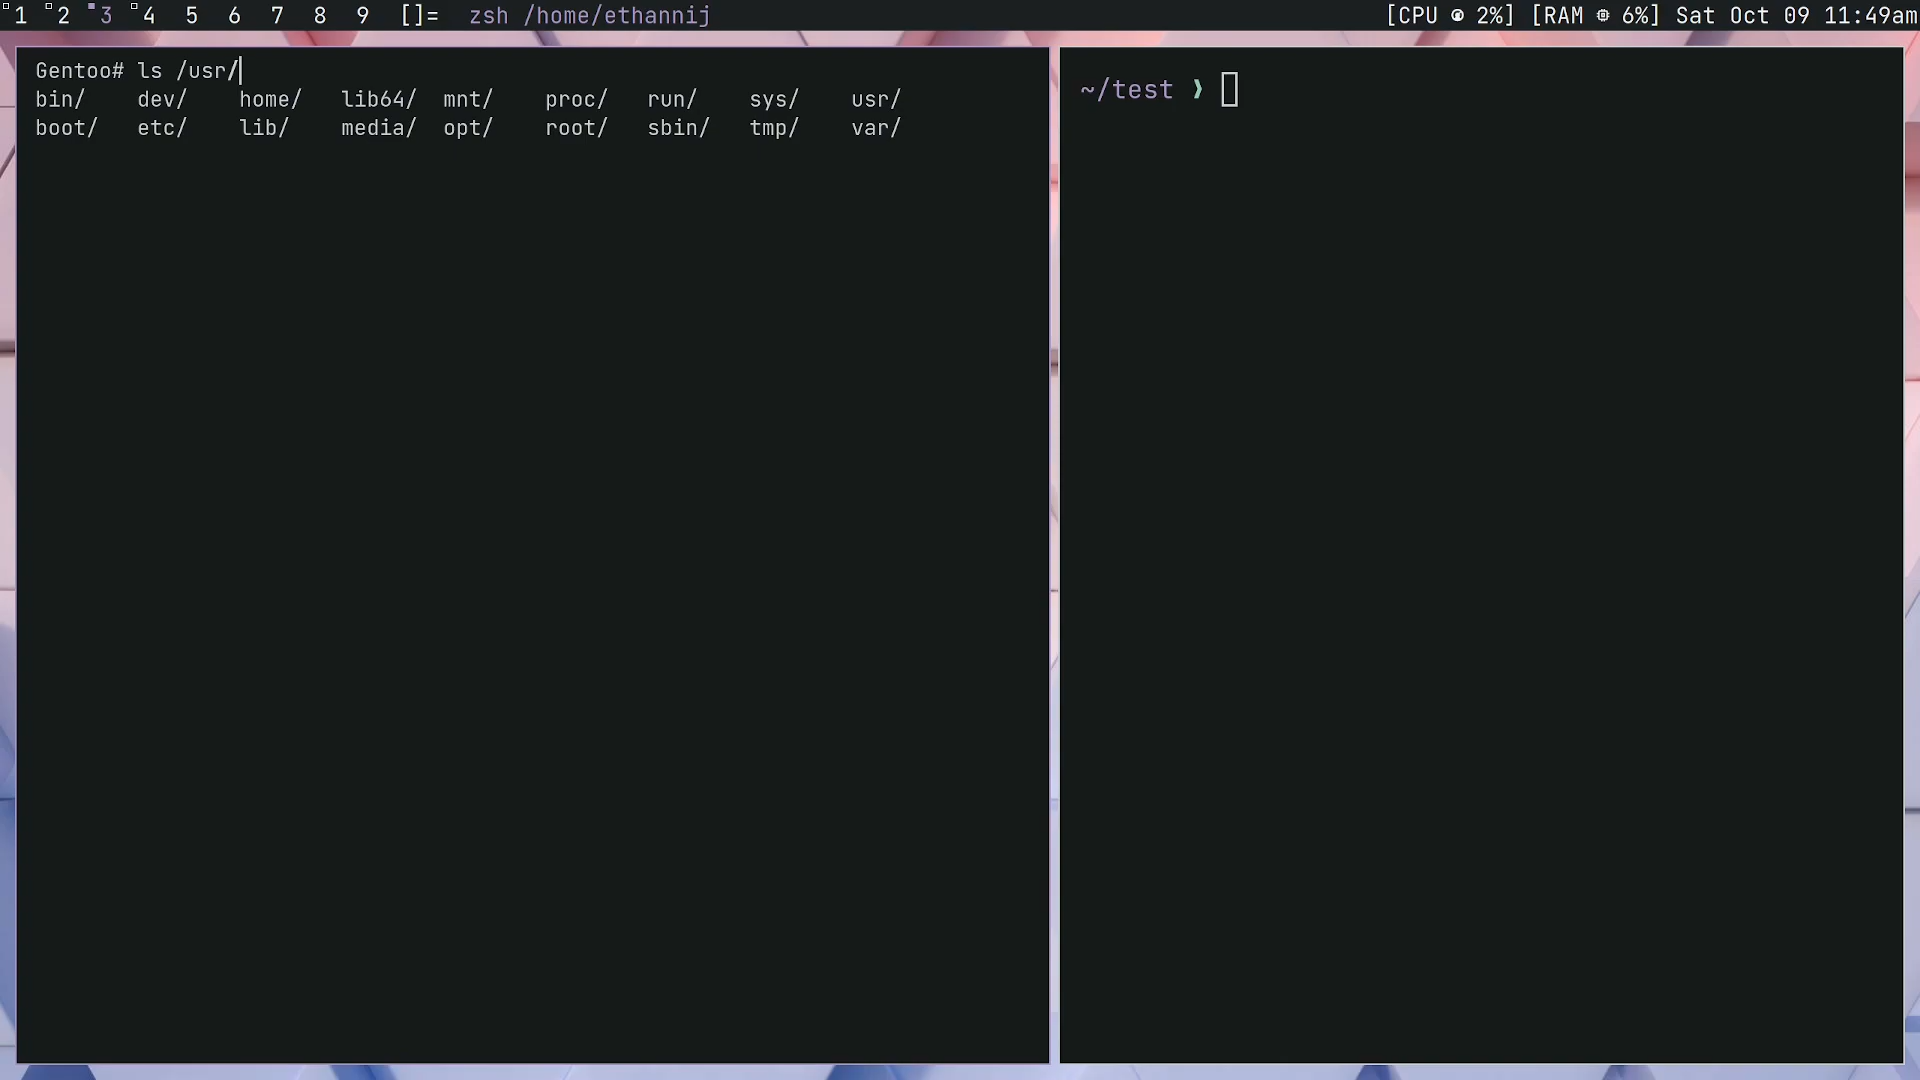 1 2 3 4 5 6 7 8 9 []= zsh /home/ethannij [CPU 2%] [RAM 6%] Sat Oct 09 11:49am
Gentoo# ls /usr/
bin/ dev/ home/ lib64/ mnt/ proc/ run/ sys/ usr/
boot/ etc/ lib/ media/ opt/ root/ sbin/ tmp/ var/
~/test ❯